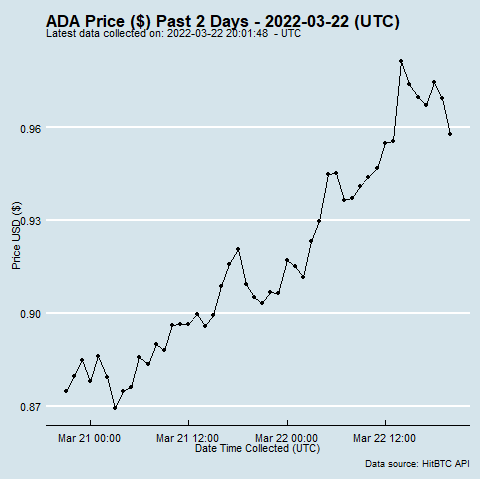 ADA Price ($) Past 2 Days - 2022-03-22 (UTC)
Latest data collected on: 2022-03-22 20:01:48 - UTC
Price USD ($)
0.96
0.93
0.90
0.87
Mar 21 00:00 Mar 21 12:00 Mar 22 00:00 Mar 22 12:00
Date Time Collected (UTC)
Data source: HitBTC API